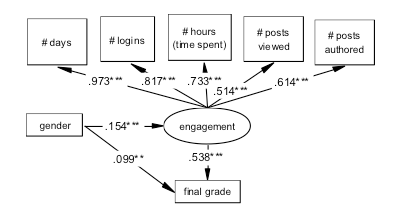 # days
# logins
# hours
(time spent)
# posts
viewed
# posts
authored
.973***
.817***
.733***
.514***
.614***
gender
.154***
engagement
.099**
.538***
final grade